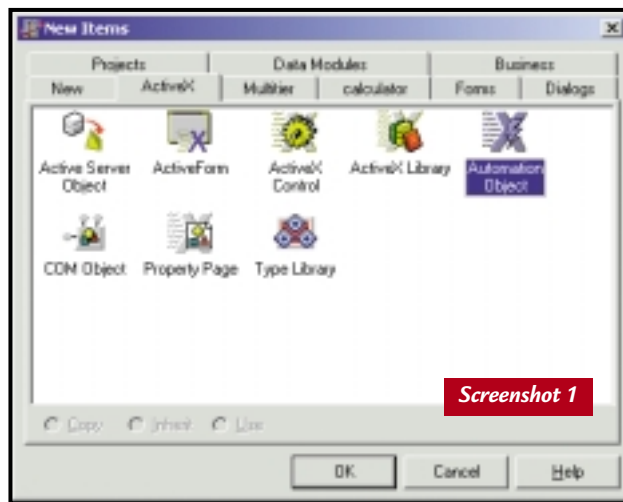 New Items
Projects Data Modules Business
New ActiveX Multitier calculator Forms Dialogs
Active Server Object
ActiveForm
ActiveX Control
ActiveX Library
Automation Object
COM Object
Property Page
Type Library
Screenshot 1
Copy Inherit Use
OK Cancel Help